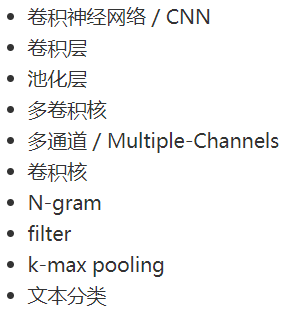 • 卷积神经网络 / CNN
• 卷积层
• 池化层
• 多卷积核
• 多通道 / Multiple-Channels
• 卷积核
• N-gram
• filter
• k-max pooling
• 文本分类